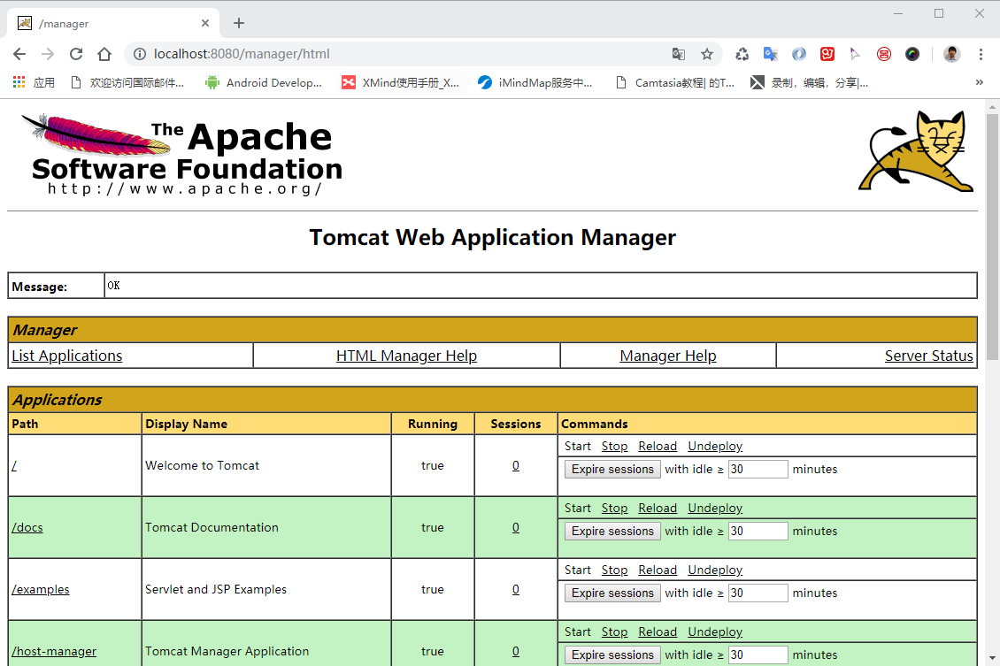 /manager
localhost:8080/manager/html
应用 欢迎访问国际邮件... Android Develop... XMind使用手册_X... iMindMap服务中... Camtasia教程| 的T... 录制，编辑，分享|... »
The Apache
Software Foundation
http://www.apache.org/
Tomcat Web Application Manager
Message: OK
Manager
List Applications HTML Manager Help Manager Help Server Status
Applications
Path Display Name Running Sessions Commands
/ Welcome to Tomcat true 0 Start Stop Reload Undeploy
Expire sessions with idle ≥ 30 minutes
/docs Tomcat Documentation true 0 Start Stop Reload Undeploy
Expire sessions with idle ≥ 30 minutes
/examples Servlet and JSP Examples true 0 Start Stop Reload Undeploy
Expire sessions with idle ≥ 30 minutes
/host-manager Tomcat Manager Application true 0 Start Stop Reload Undeploy
Expire sessions with idle ≥ 30 minutes